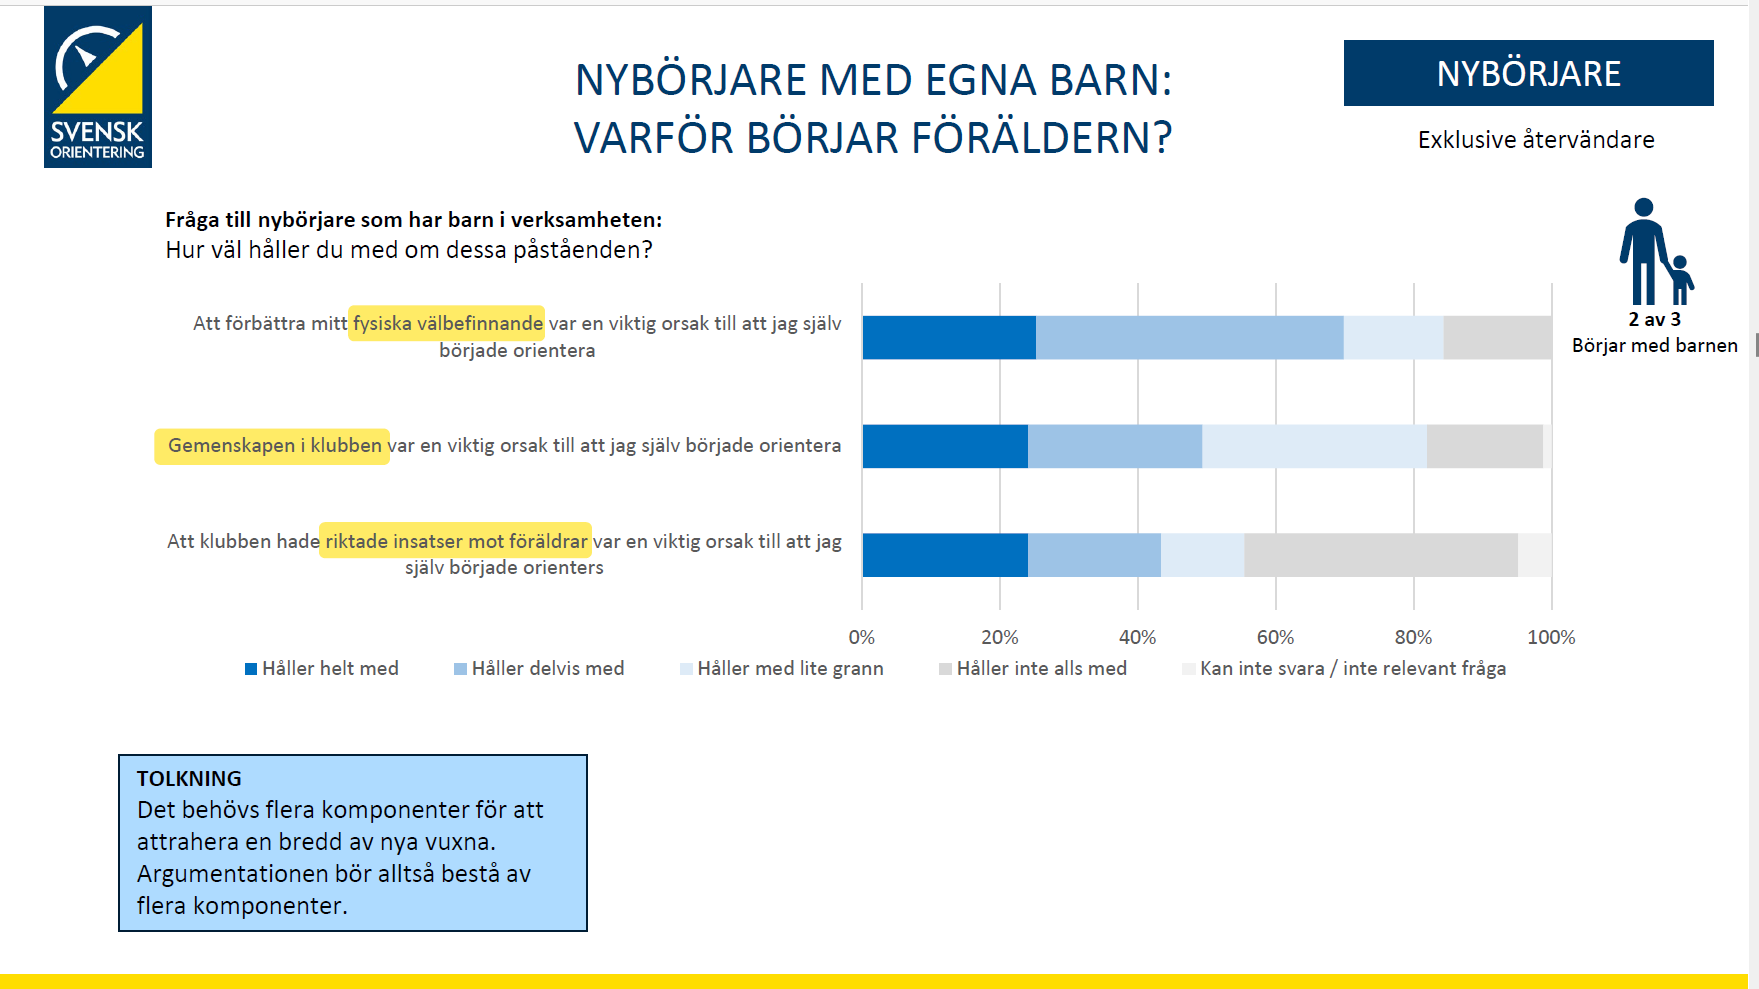 SVENSK
ORIENTERING
NYBÖRJARE MED EGNA BARN:
VARFÖR BÖRJAR FÖRÄLDERN?
NYBÖRJARE
Exklusive återvändare
Fråga till nybörjare som har barn i verksamheten:
Hur väl håller du med om dessa påståenden?
2 av 3
Börjar med barnen
Att förbättra mitt fysiska välbefinnande var en viktig orsak till att jag själv
började orientera
Gemenskapen i klubben var en viktig orsak till att jag själv började orientera
Att klubben hade riktade insatser mot föräldrar var en viktig orsak till att jag
själv började orienters
0% 20% 40% 60% 80% 100%
Håller helt med Håller delvis med Håller med lite grann Håller inte alls med Kan inte svara / inte relevant fråga
TOLKNING
Det behövs flera komponenter för att
attrahera en bredd av nya vuxna.
Argumentationen bör alltså bestå av
flera komponenter.